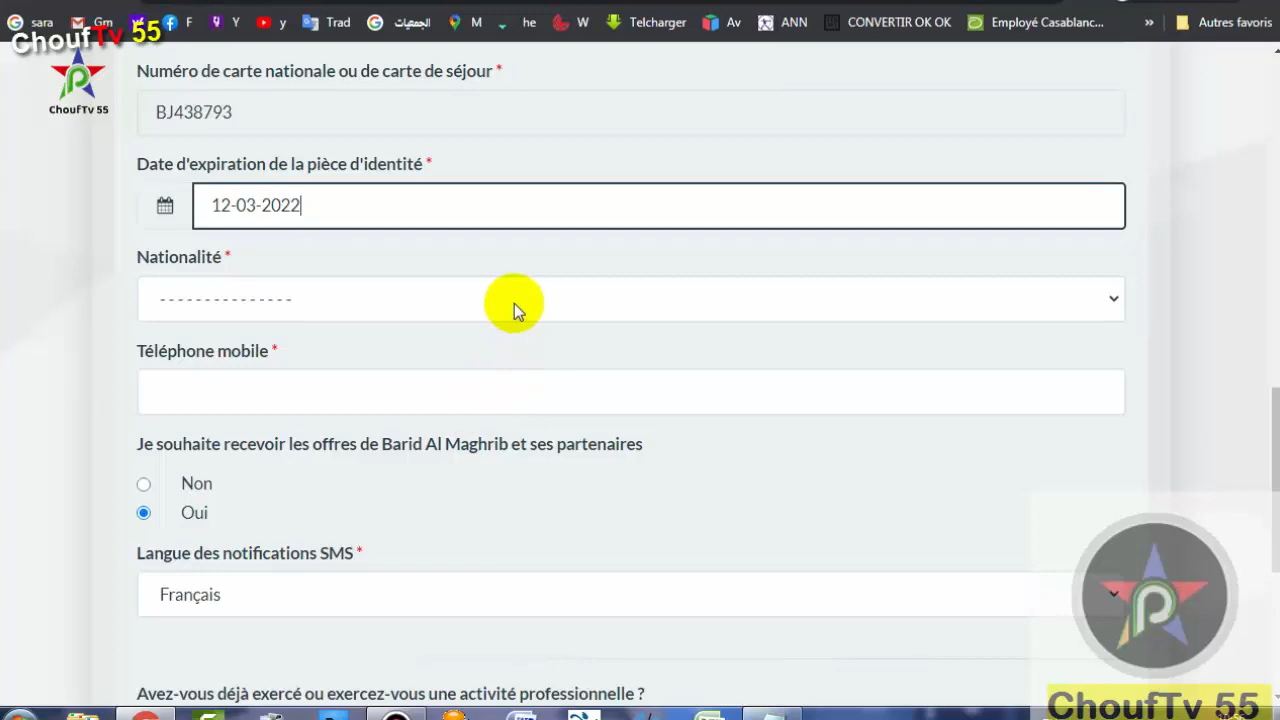 sara Gm F Y y Trad الجمعيات M he W Telcharger Av ANN CONVERTIR OK`OK Employé Casablanc... » Autres favoris
ChoufTv 55
ChoufTv 55
Numéro de carte nationale ou de carte de séjour *
BJ438793
Date d'expiration de la pièce d'identité *
12-03-2022
Nationalité *
---------------
Téléphone mobile *
Je souhaite recevoir les offres de Barid Al Maghrib et ses partenaires
Non
Oui
Langue des notifications SMS *
Français
Avez-vous déjà exercé ou exercez-vous une activité professionnelle ?
ChoufTv 55